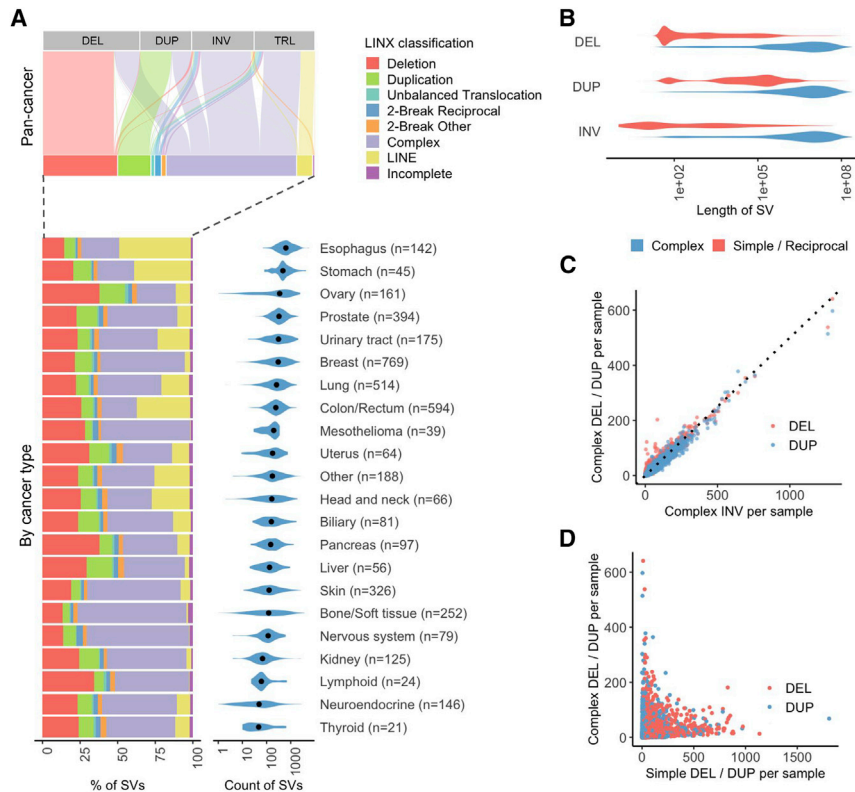 A
DEL DUP INV TRL
Pan-cancer
LINX classification
Deletion
Duplication
Unbalanced Translocation
2-Break Reciprocal
2-Break Other
Complex
LINE
Incomplete
By cancer type
Esophagus (n=142)
Stomach (n=45)
Ovary (n=161)
Prostate (n=394)
Urinary tract (n=175)
Breast (n=769)
Lung (n=514)
Colon/Rectum (n=594)
Mesothelioma (n=39)
Uterus (n=64)
Other (n=188)
Head and neck (n=66)
Biliary (n=81)
Pancreas (n=97)
Liver (n=56)
Skin (n=326)
Bone/Soft tissue (n=252)
Nervous system (n=79)
Kidney (n=125)
Lymphoid (n=24)
Neuroendocrine (n=146)
Thyroid (n=21)
0 25 50 75 100
% of SVs
1 10 100 1000
Count of SVs
B
DEL
DUP
INV
1e+02 1e+05 1e+08
Length of SV
Complex Simple / Reciprocal
C
Complex DEL / DUP per sample
600
400
200
0
DEL
DUP
0 500 1000
Complex INV per sample
D
Complex DEL / DUP per sample
600
400
200
0
DEL
DUP
0 500 1000 1500
Simple DEL / DUP per sample